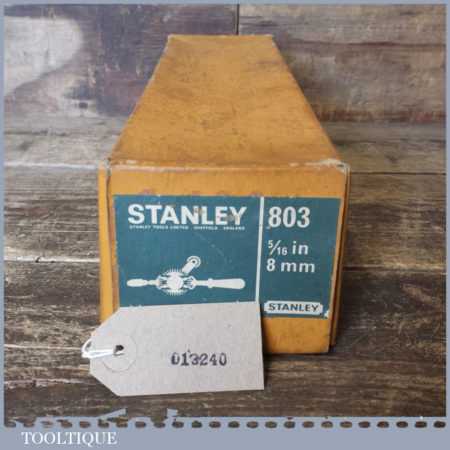 STANLEY
STANLEY TOOLS LIMITED SHEFFIELD ENGLAND
803
5/16 in
8 mm
STANLEY
013240
TOOLTIQUE